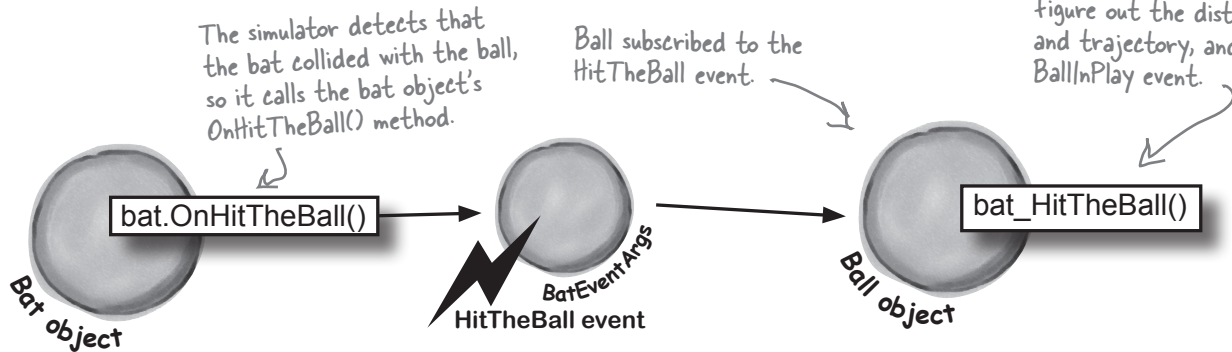 The simulator detects that
the bat collided with the ball,
so it calls the bat object's
OnHitTheBall() method.
Ball subscribed to the
HitTheBall event.
figure out the
and trajectory,
BallInPlay event.
bat.OnHitTheBall()
bat_HitTheBall()
Bat object
BatEventArgs
HitTheBall event
Ball object